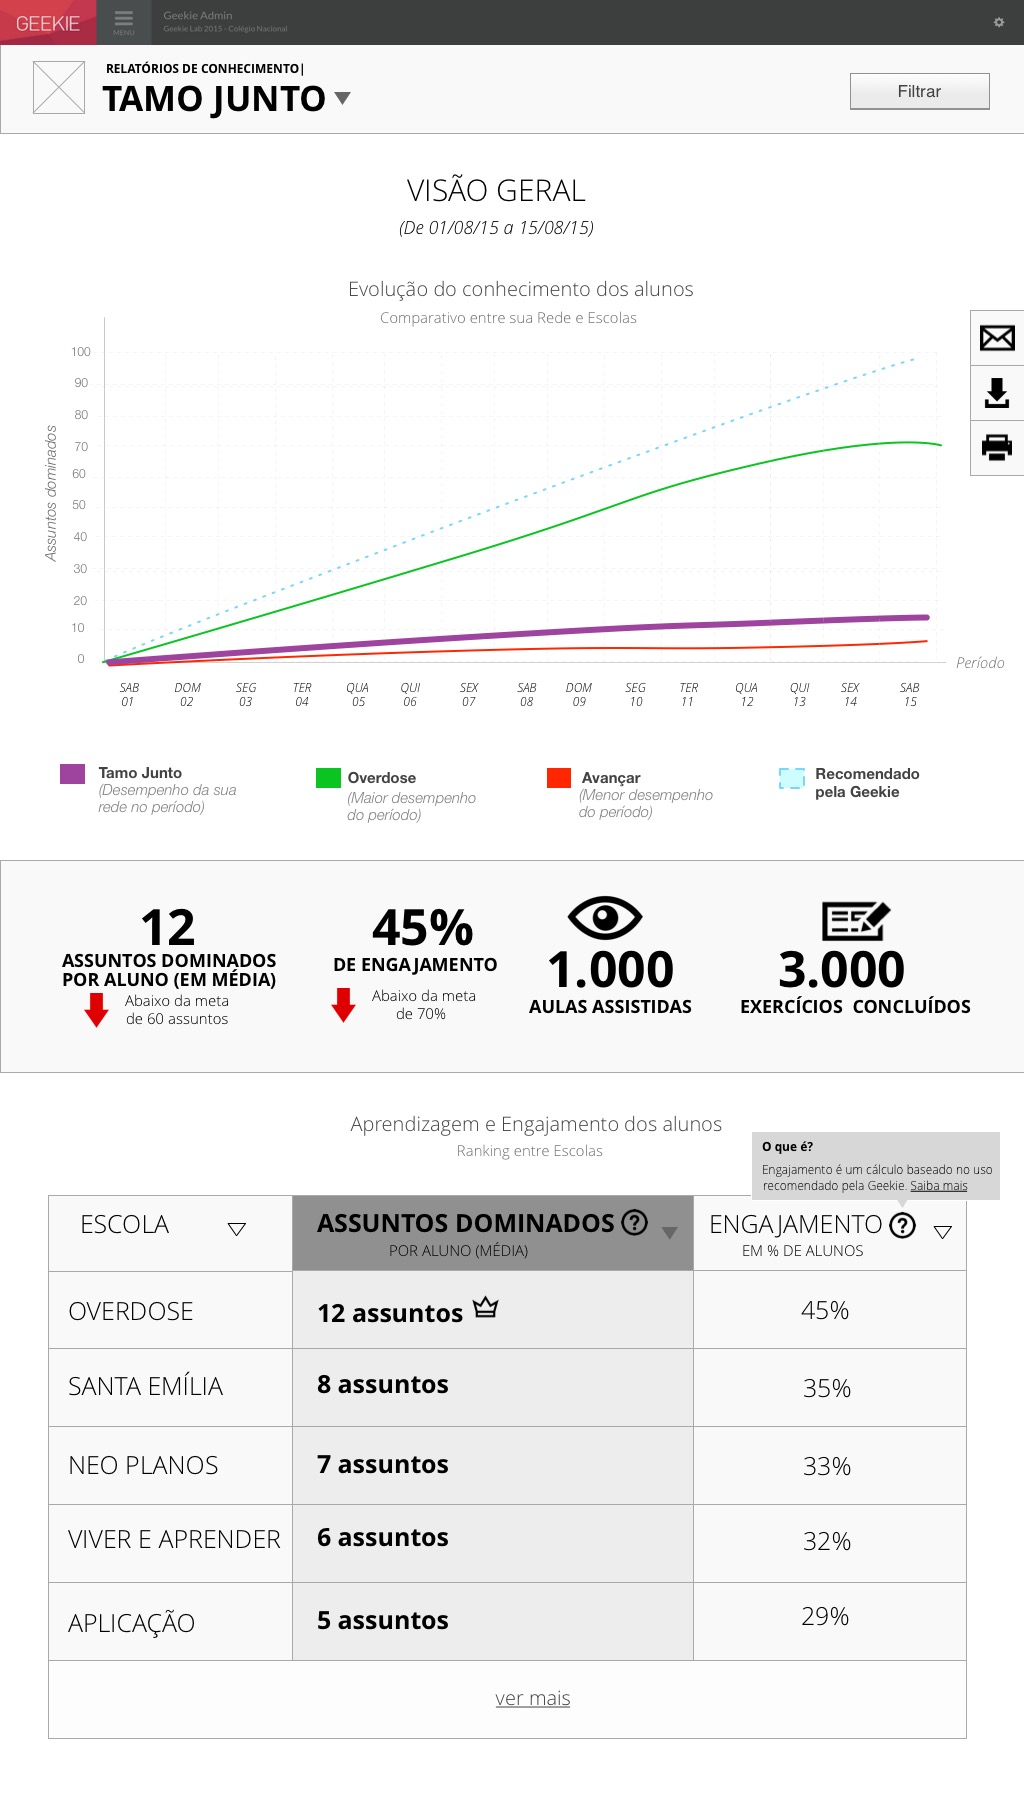 GEEKIE
MENU
Geekie Admin
Geekie Lab 2015 - Colégio Nacional
RELATÓRIOS DE CONHECIMENTO|
TAMO JUNTO
Filtrar
VISÃO GERAL
(De 01/08/15 a 15/08/15)
Evolução do conhecimento dos alunos
Comparativo entre sua Rede e Escolas
Assuntos dominados
100
90
80
70
60
50
40
30
20
10
0
Período
SAB DOM SEG TER QUA QUI SEX SAB DOM SEG TER QUA QUI SEX SAB
01 02 03 04 05 06 07 08 09 10 11 12 13 14 15
Tamo Junto
(Desempenho da sua
rede no período)
Overdose
(Maior desempenho
do período)
Avançar
(Menor desempenho
do período)
Recomendado
pela Geekie
12
ASSUNTOS DOMINADOS
POR ALUNO (EM MÉDIA)
Abaixo da meta
de 60 assuntos
45%
DE ENGAJAMENTO
Abaixo da meta
de 70%
1.000
AULAS ASSISTIDAS
3.000
EXERCÍCIOS CONCLUÍDOS
Aprendizagem e Engajamento dos alunos
Ranking entre Escolas
O que é?
Engajamento é um cálculo baseado no uso
recomendado pela Geekie. Saiba mais
ESCOLA
ASSUNTOS DOMINADOS ?
POR ALUNO (MÉDIA)
ENGAJAMENTO ?
EM % DE ALUNOS
OVERDOSE 12 assuntos 45%
SANTA EMÍLIA 8 assuntos 35%
NEO PLANOS 7 assuntos 33%
VIVER E APRENDER 6 assuntos 32%
APLICAÇÃO 5 assuntos 29%
ver mais